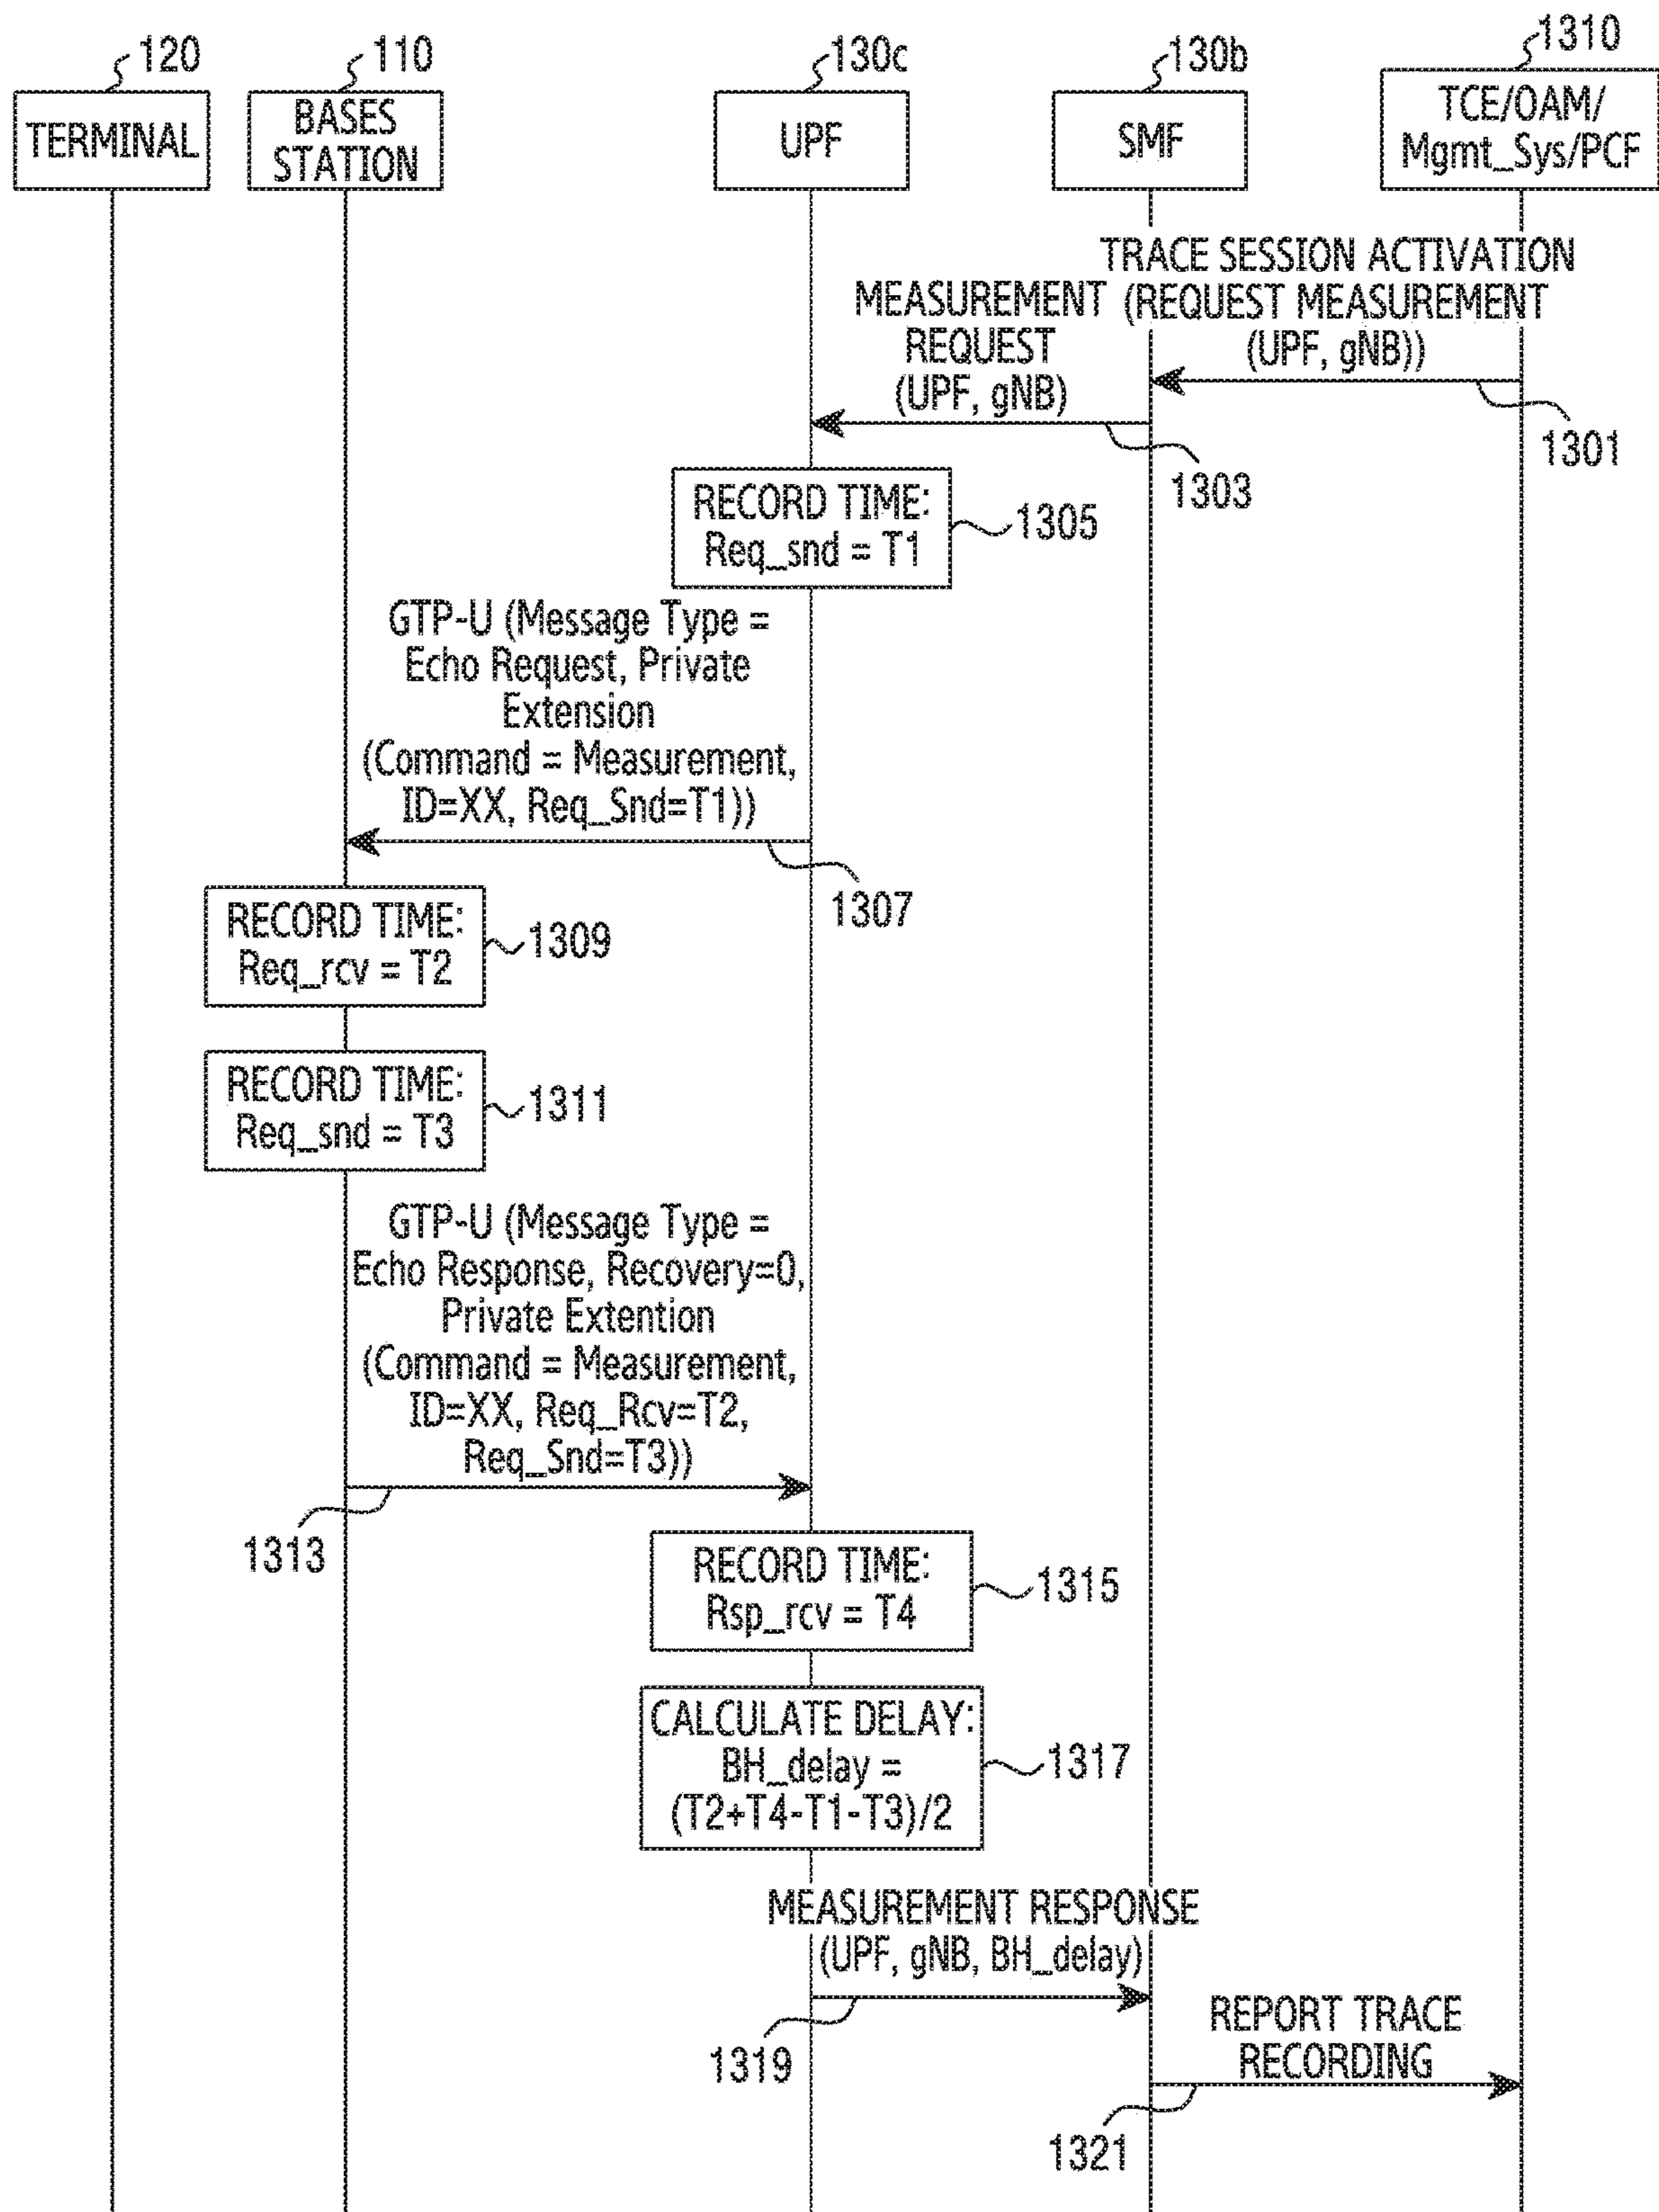 120
110
130c
130b
1310
TERMINAL
BASES
STATION
UPF
SMF
TCE/OAM/
Mgmt_Sys/PCF
TRACE SESSION ACTIVATION
(REQUEST MEASUREMENT
(UPF, gNB))
1301
MEASUREMENT
REQUEST
(UPF, gNB)
1303
RECORD TIME:
Req_snd = T1
1305
GTP-U (Message Type =
Echo Request, Private
Extension
(Command = Measurement,
ID=XX, Req_Snd=T1))
1307
RECORD TIME:
Req_rcv = T2
1309
RECORD TIME:
Req_snd = T3
1311
GTP-U (Message Type =
Echo Response, Recovery=0,
Private Extention
(Command = Measurement,
ID=XX, Req_Rcv=T2,
Req_Snd=T3))
1313
RECORD TIME:
Rsp_rcv = T4
1315
CALCULATE DELAY:
BH_delay =
(T2+T4-T1-T3)/2
1317
MEASUREMENT RESPONSE
(UPF, gNB, BH_delay)
1319
REPORT TRACE
RECORDING
1321